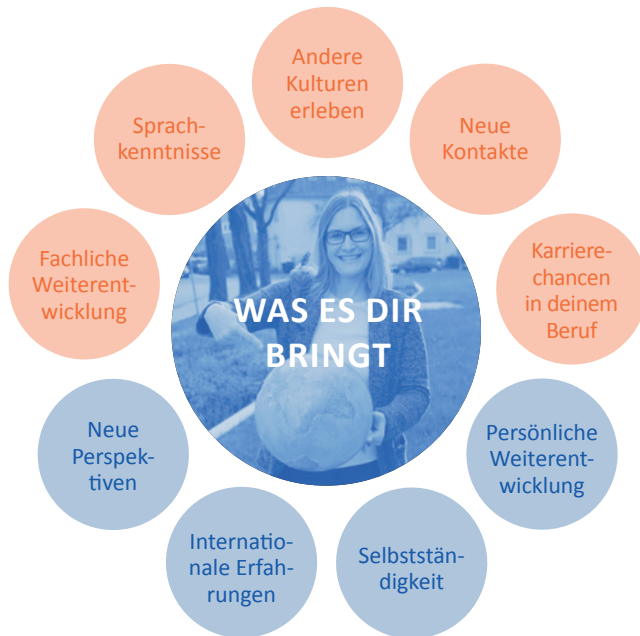 Andere
Kulturen
erleben
Sprach-
kenntnisse
Neue
Kontakte
Fachliche
Weiterent-
wicklung
Karriere-
chancen
in deinem
Beruf
WAS ES DIR
BRINGT
Neue
Perspek-
tiven
Persönliche
Weiterent-
wicklung
Internatio-
nale Erfah-
rungen
Selbststän-
digkeit